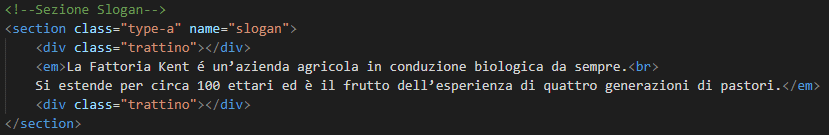 <!--Sezione Slogan-->
<section class="type-a" name="slogan">
    <div class="trattino"></div>
    <em>La Fattoria Kent é un’azienda agricola in conduzione biologica da sempre.<br>
    Si estende per circa 100 ettari ed è il frutto dell’esperienza di quattro generazioni di pastori.</em>
    <div class="trattino"></div>
</section>